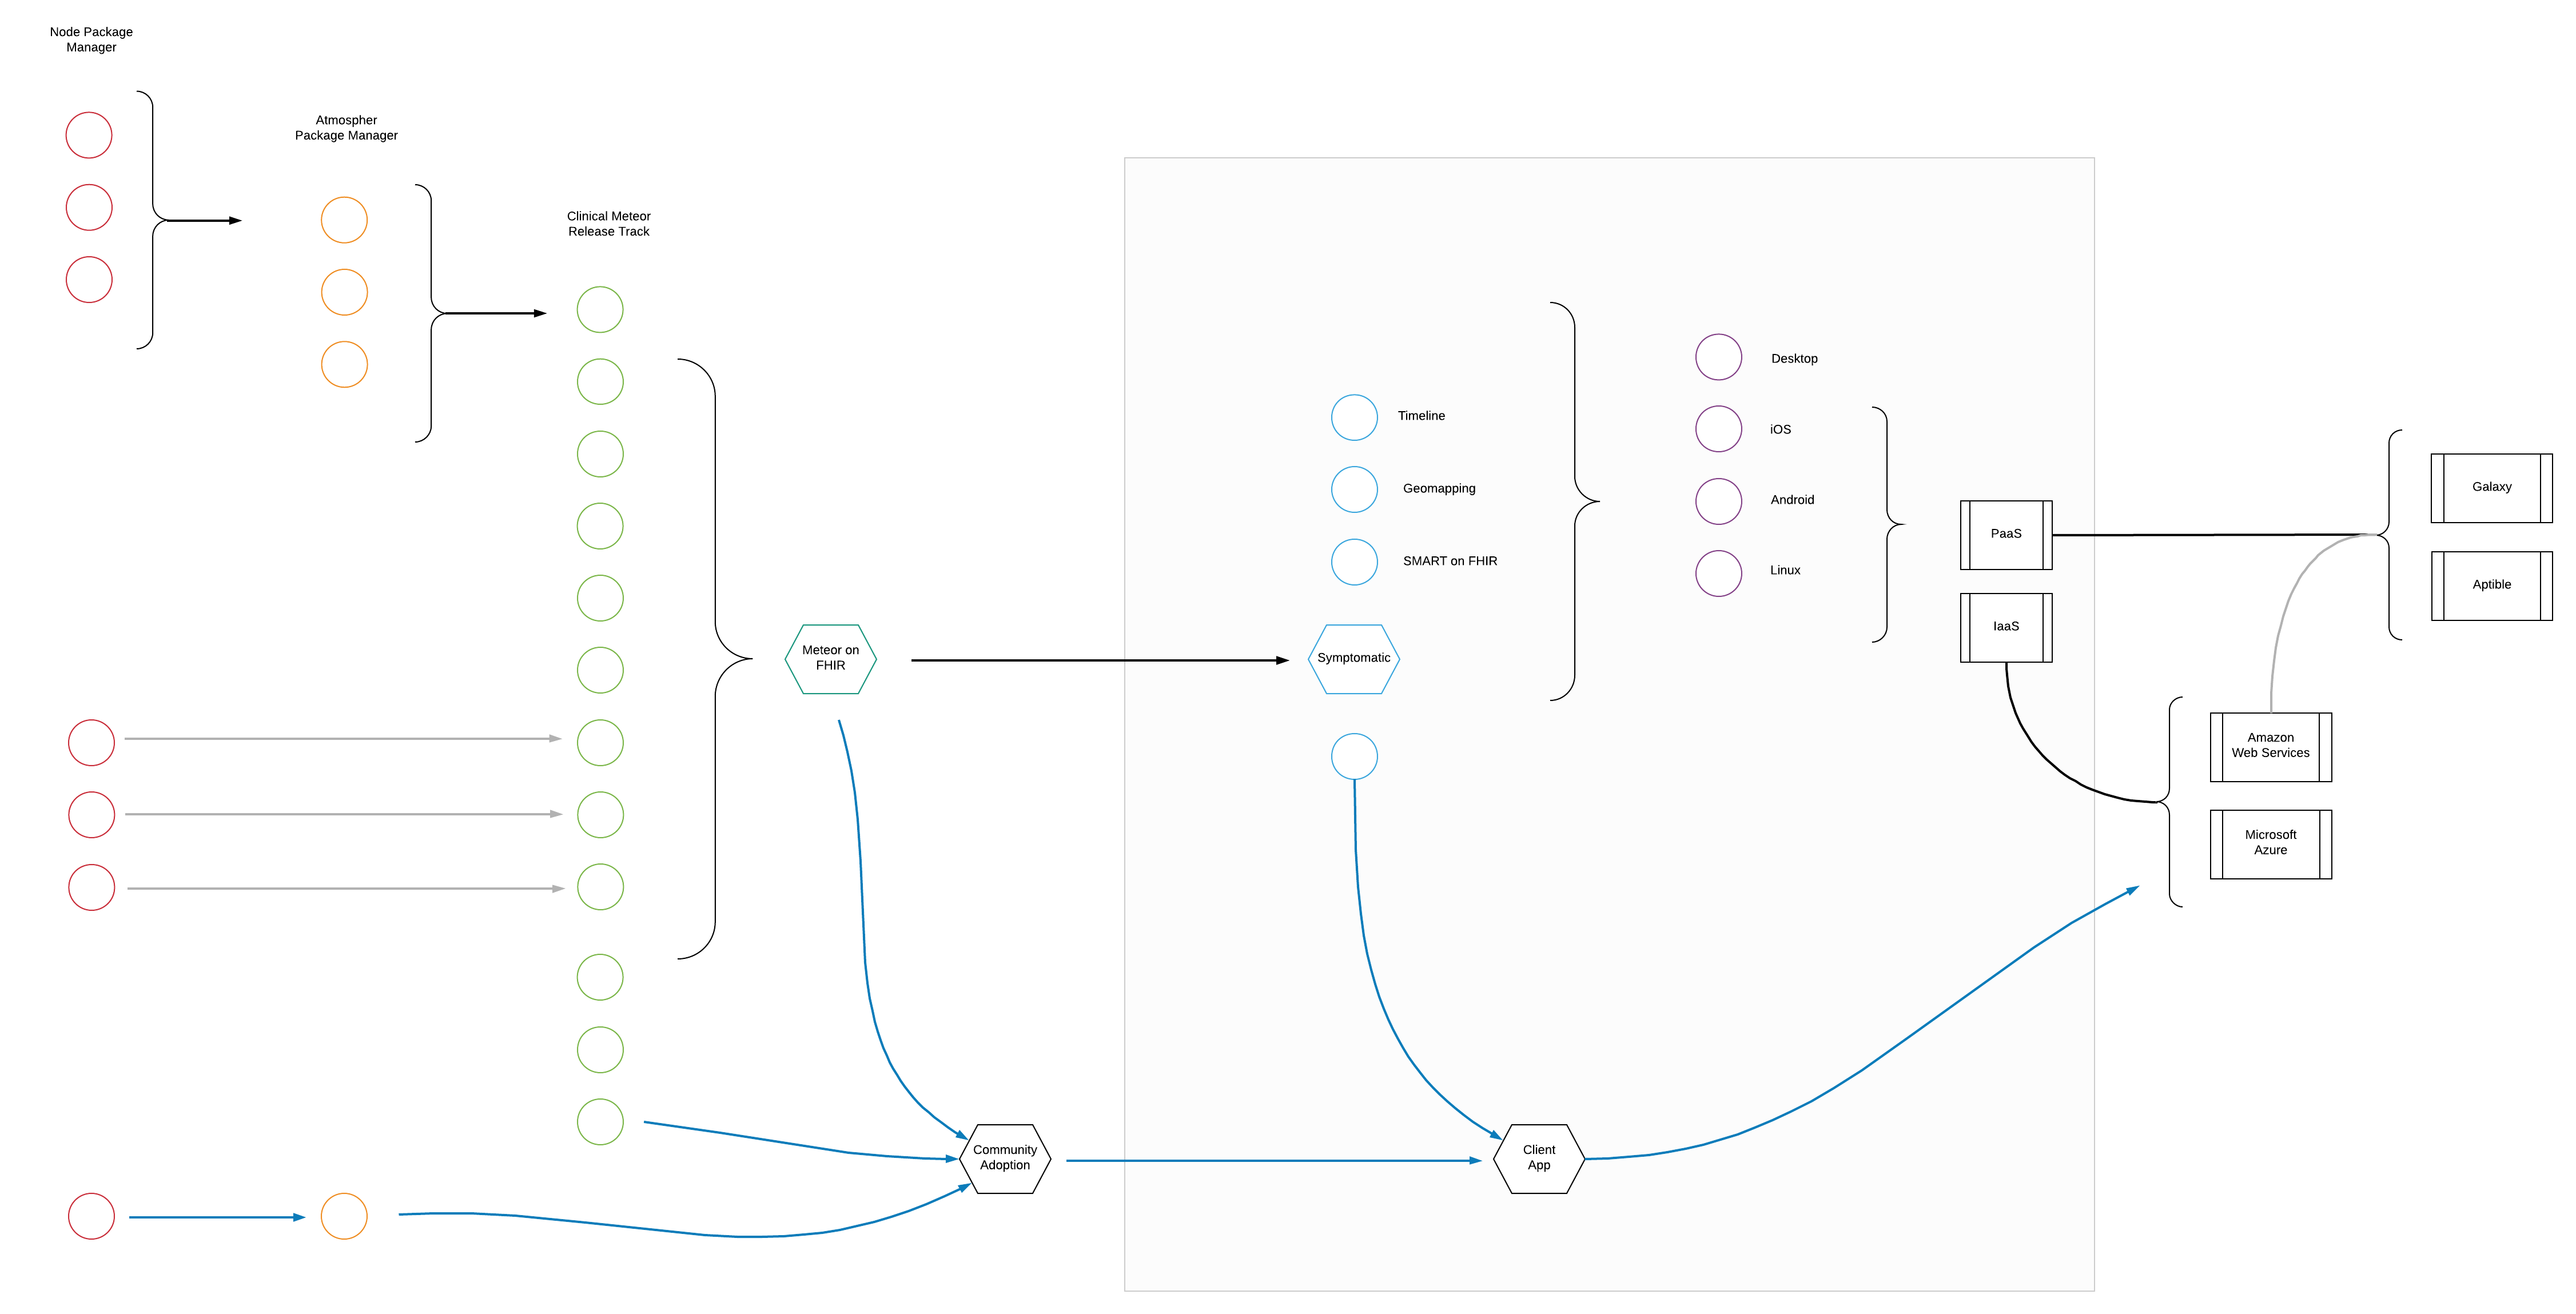 Node Package
Manager
Atmospher
Package Manager
Clinical Meteor
Release Track
Meteor on
FHIR
Community
Adoption
Timeline
Geomapping
SMART on FHIR
Symptomatic
Client
App
Desktop
iOS
Android
Linux
PaaS
IaaS
Galaxy
Aptible
Amazon
Web Services
Microsoft
Azure